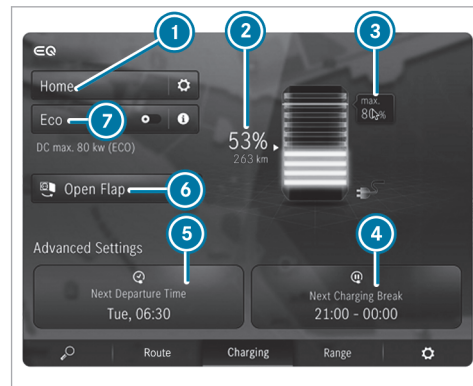 1
2
3
EQ
Home
max.
80%
Eco
7
53%
263 km
DC max. 80 kw (ECO)
Open Flap
6
5
4
Advanced Settings
Next Departure Time
Tue, 06:30
Next Charging Break
21:00 - 00:00
Route
Charging
Range